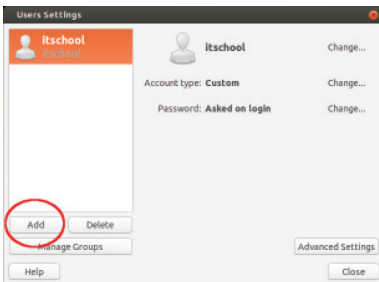 Users Settings
itschool
itschool
itschool Change...
Account type: Custom Change...
Password: Asked on login Change...
Add Delete
Manage Groups Advanced Settings
Help Close